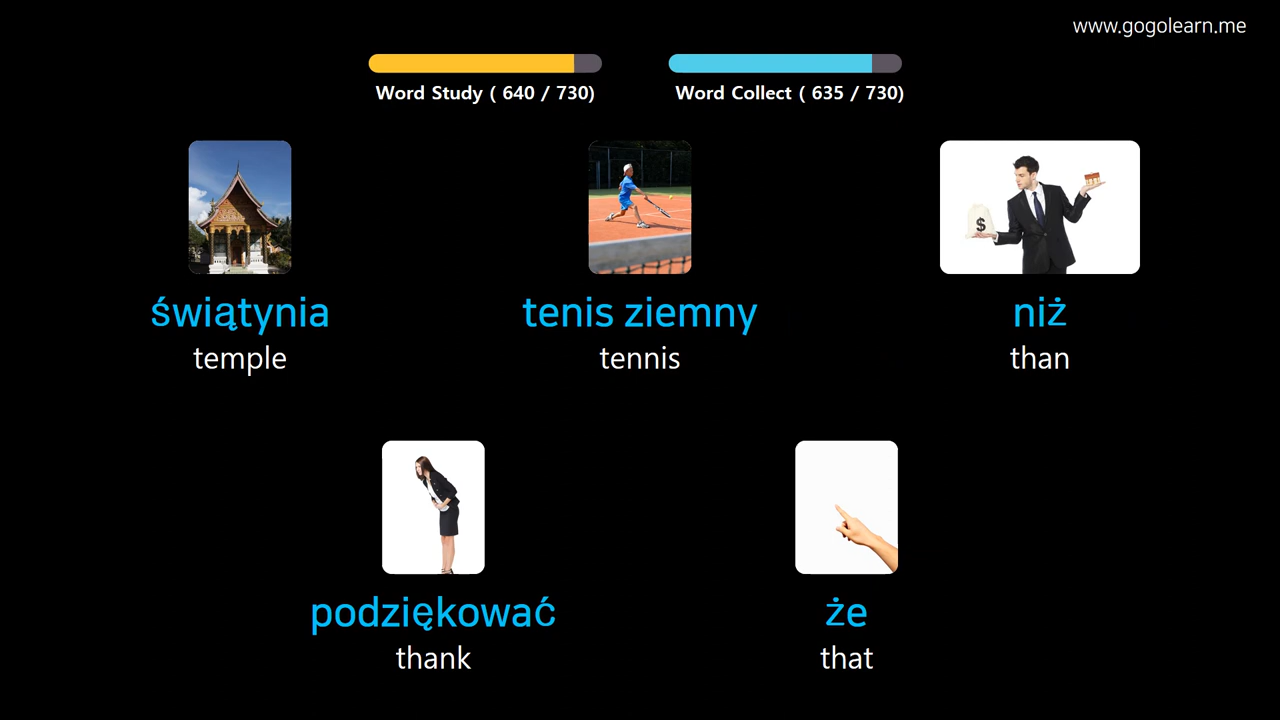 www.gogolearn.me
Word Study ( 640 / 730)
Word Collect ( 635 / 730)
$
świątynia
temple
tenis ziemny
tennis
niż
than
podziękować
thank
że
that